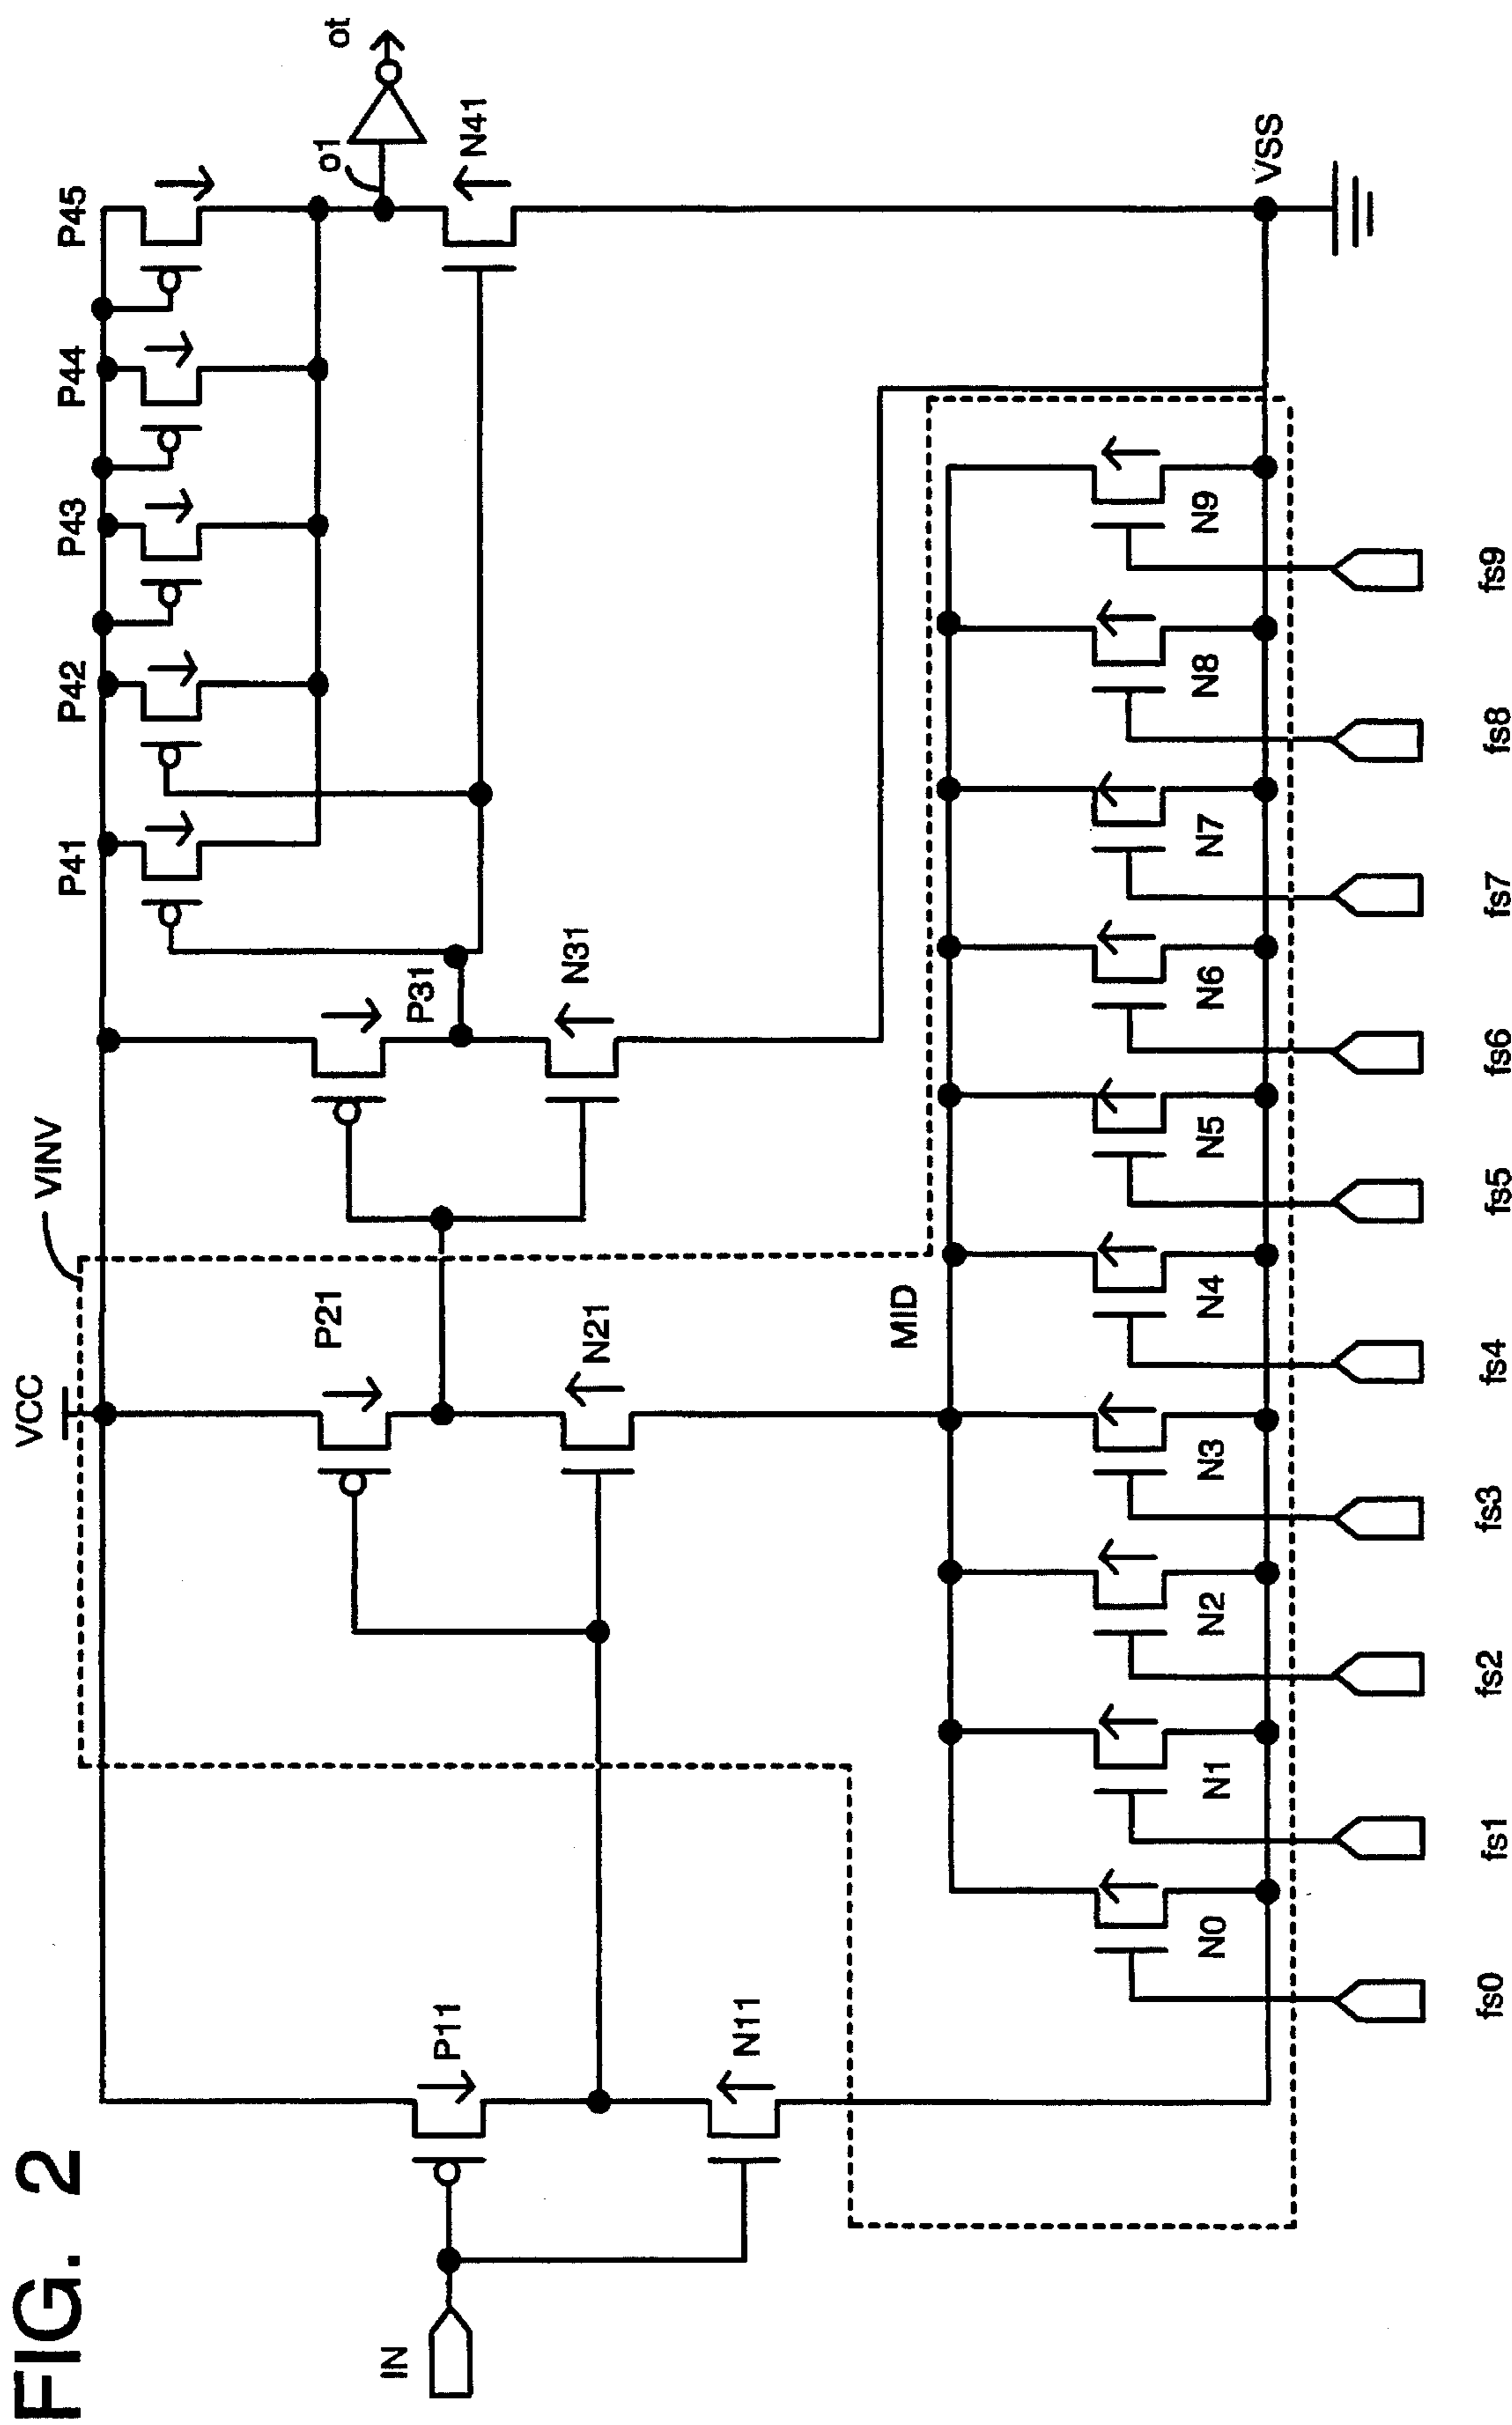 FIG. 2
VCC
VINV
P41
P42
P43
P44
P45
IN
P11
N11
P21
N21
P31
N31
N41
o1
ot
MID
VSS
N0
N1
N2
N3
N4
N5
N6
N7
N8
N9
fs0
fs1
fs2
fs3
fs4
fs5
fs6
fs7
fs8
fs9